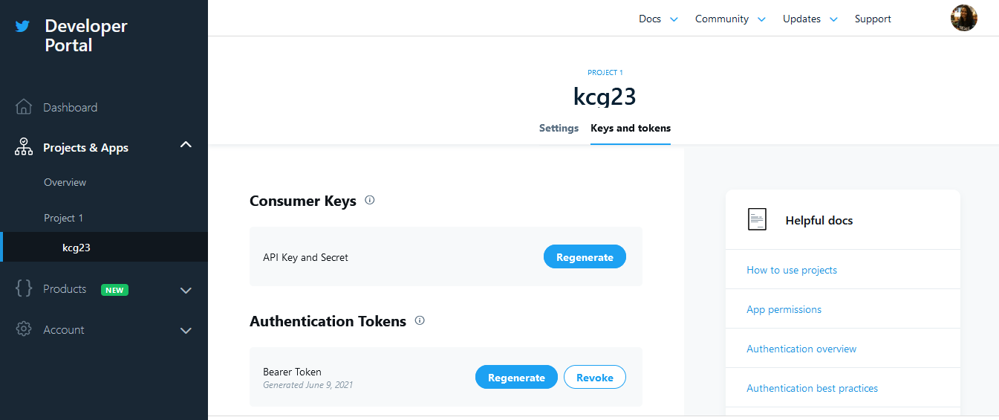 Developer
Portal
Dashboard
Projects & Apps
Overview
Project 1
kcg23
Products NEW
Account
Docs Community Updates Support
PROJECT 1
kcg23
Settings Keys and tokens
Consumer Keys
API Key and Secret Regenerate
Authentication Tokens
Bearer Token
Generated June 9, 2021
Regenerate Revoke
Helpful docs
How to use projects
App permissions
Authentication overview
Authentication best practices